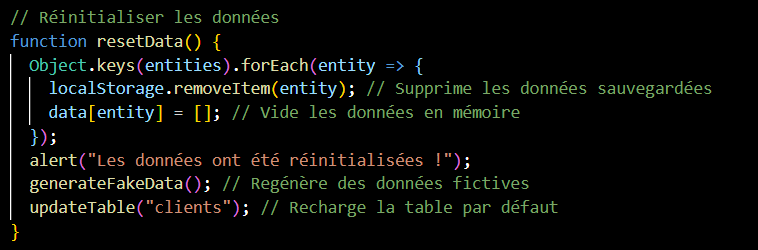 // Réinitialiser les données
function resetData() {
  Object.keys(entities).forEach(entity => {
    localStorage.removeItem(entity); // Supprime les données sauvegardées
    data[entity] = []; // Vide les données en mémoire
  });
  alert("Les données ont été réinitialisées !");
  generateFakeData(); // Regénère des données fictives
  updateTable("clients"); // Recharge la table par défaut
}